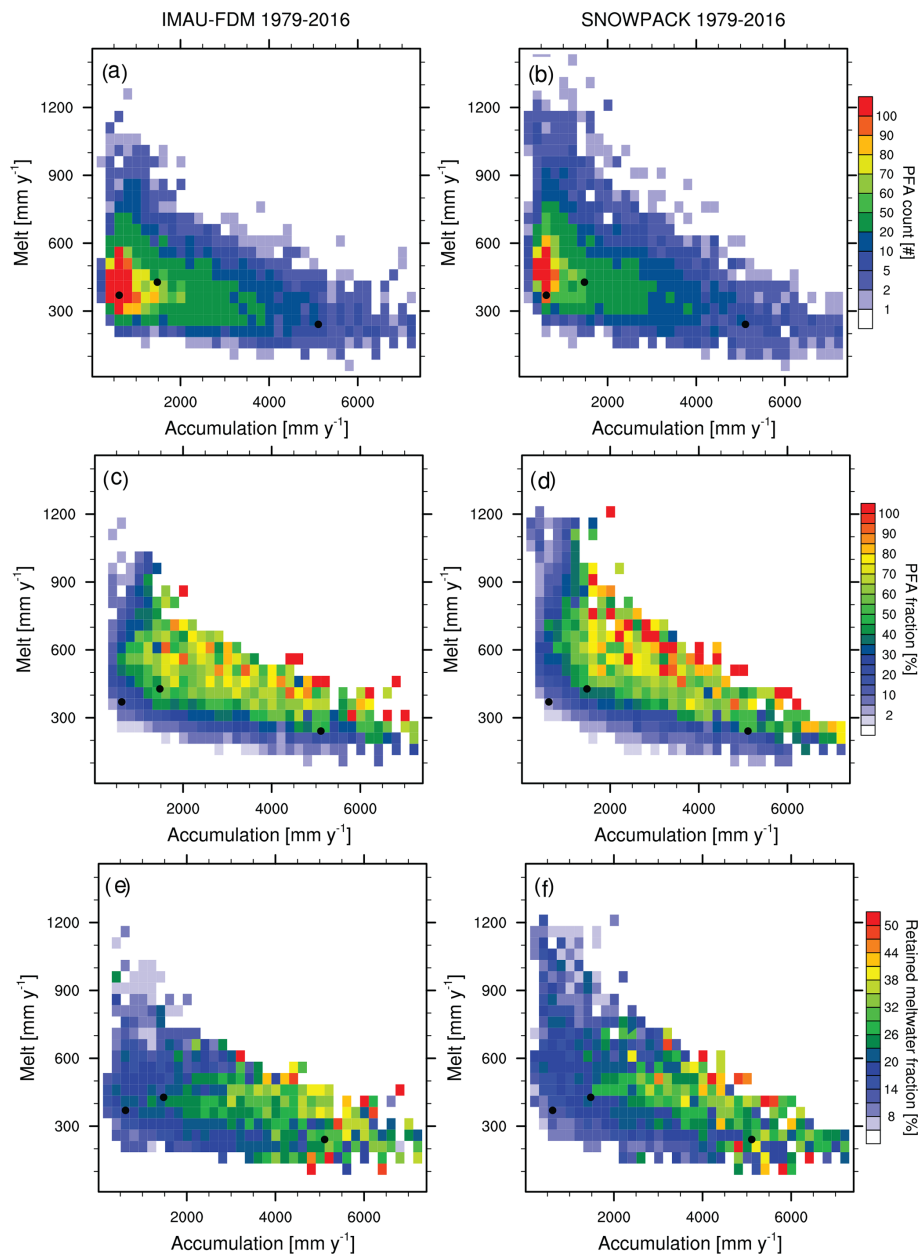 IMAU-FDM 1979-2016 SNOWPACK 1979-2016
(a) (b)
1200 1200
900 900
600 600
300 300
Melt [mm y⁻¹] Melt [mm y⁻¹]
2000 4000 6000 2000 4000 6000
Accumulation [mm y⁻¹] Accumulation [mm y⁻¹]
100
90
80
70
60
50
20
10
5
2
1
PFA count [#]
(c) (d)
1200 1200
900 900
600 600
300 300
Melt [mm y⁻¹] Melt [mm y⁻¹]
2000 4000 6000 2000 4000 6000
Accumulation [mm y⁻¹] Accumulation [mm y⁻¹]
100
90
80
70
60
50
40
30
20
10
2
PFA fraction [%]
(e) (f)
1200 1200
900 900
600 600
300 300
Melt [mm y⁻¹] Melt [mm y⁻¹]
2000 4000 6000 2000 4000 6000
Accumulation [mm y⁻¹] Accumulation [mm y⁻¹]
50
44
38
32
26
20
14
8
Retained meltwater fraction [%]